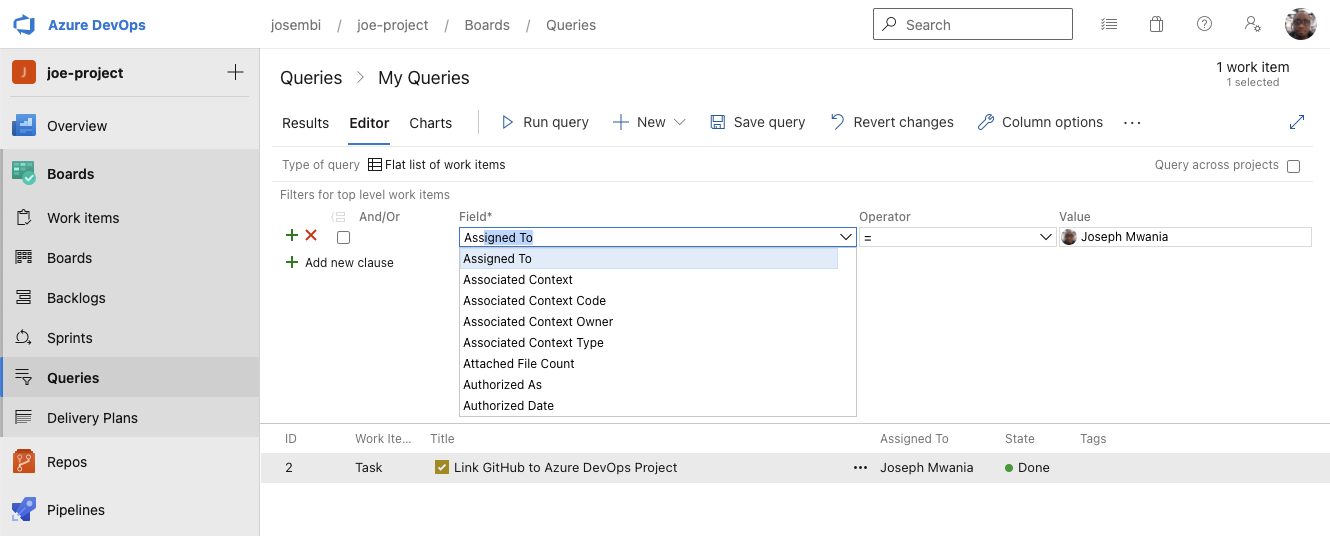 Azure DevOps josembi / joe-project / Boards / Queries Search
J joe-project
Overview
Boards
Work items
Boards
Backlogs
Sprints
Queries
Delivery Plans
Repos
Pipelines
Queries > My Queries
1 work item
1 selected
Results Editor Charts Run query New Save query Revert changes Column options ...
Type of query Flat list of work items Query across projects
Filters for top level work items
And/Or Field* Operator Value
Assigned To = Joseph Mwania
Add new clause
Assigned To
Associated Context
Associated Context Code
Associated Context Owner
Associated Context Type
Attached File Count
Authorized As
Authorized Date
ID Work Ite... Title Assigned To State Tags
2 Task Link GitHub to Azure DevOps Project ... Joseph Mwania Done